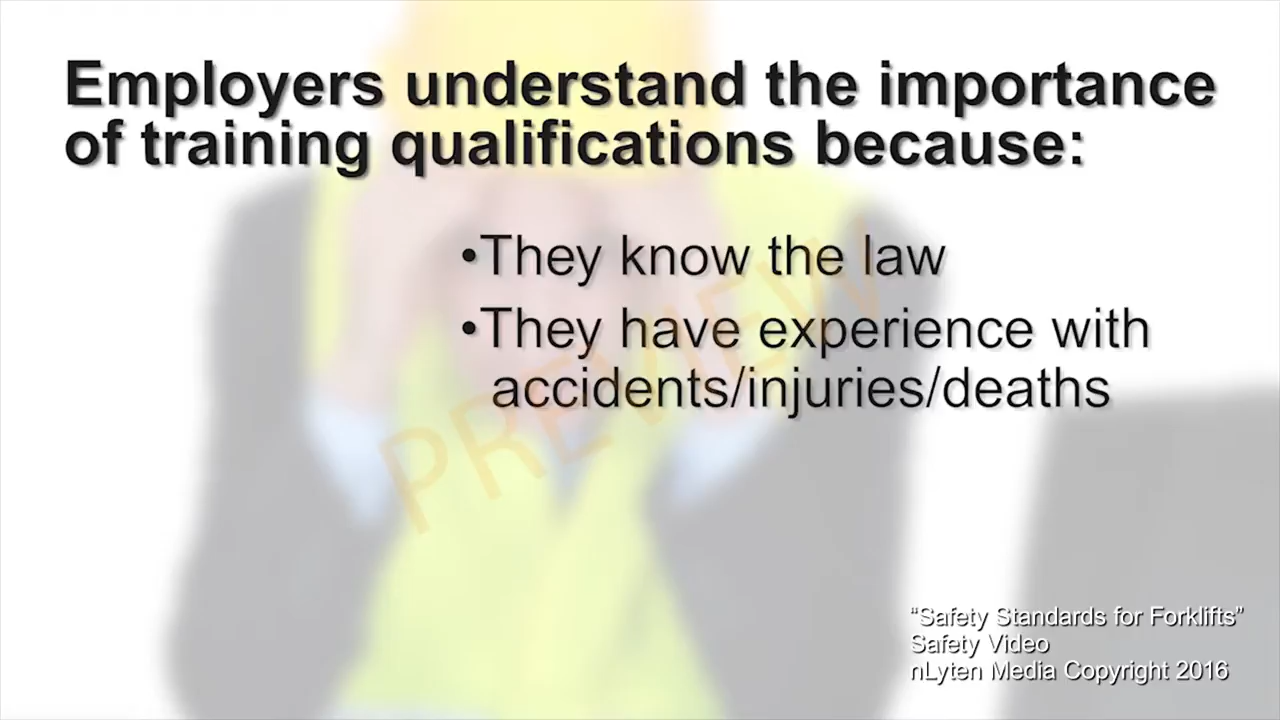 Employers understand the importance
of training qualifications because:
•They know the law
•They have experience with
accidents/injuries/deaths
PREVIEW
“Safety Standards for Forklifts”
Safety Video
nLyten Media Copyright 2016